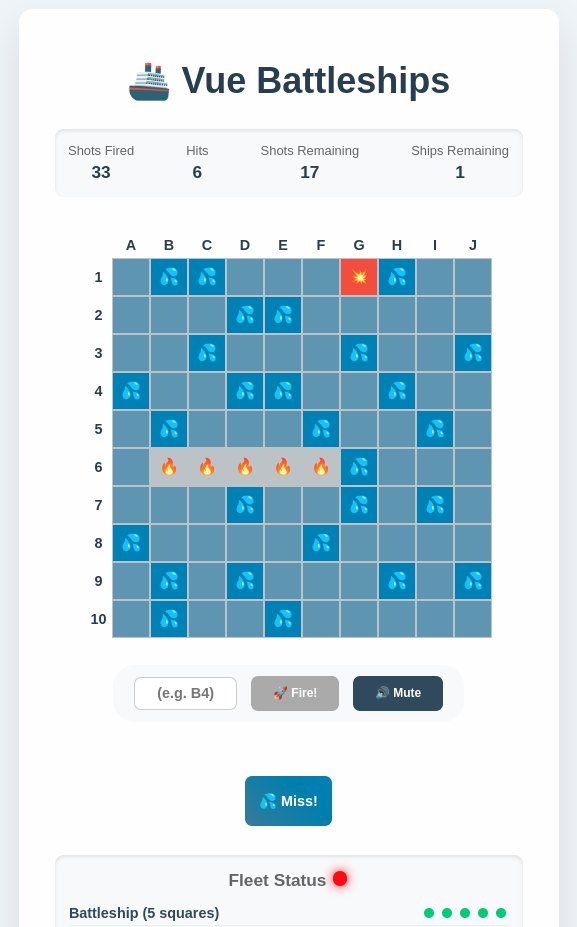 🚢 Vue Battleships
Shots Fired Hits Shots Remaining Ships Remaining
33 6 17 1
A B C D E F G H I J
1
2
3
4
5
6
7
8
9
10
(e.g. B4) 🚀 Fire! 🔊 Mute
💦 Miss!
Fleet Status
Battleship (5 squares)